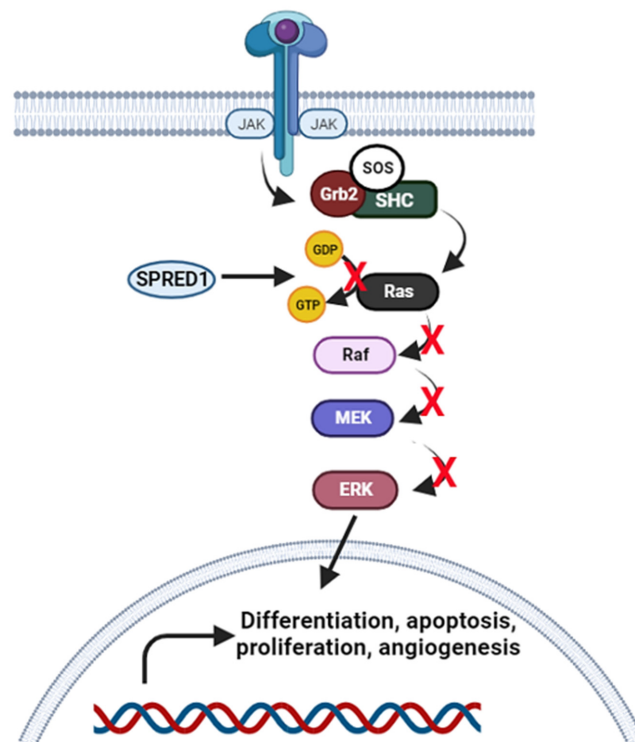 JAK
JAK
SOS
Grb2
SHC
GDP
X
SPRED1
GTP
Ras
X
Raf
X
MEK
X
ERK
Differentiation, apoptosis,
proliferation, angiogenesis